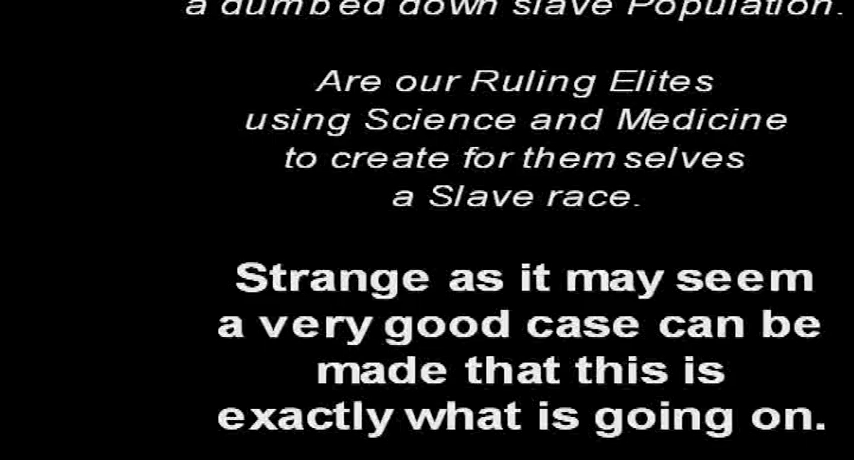 a dumbed down slave Population.
Are our Ruling Elites
using Science and Medicine
to create for themselves
a Slave race.
Strange as it may seem
a very good case can be
made that this is
exactly what is going on.